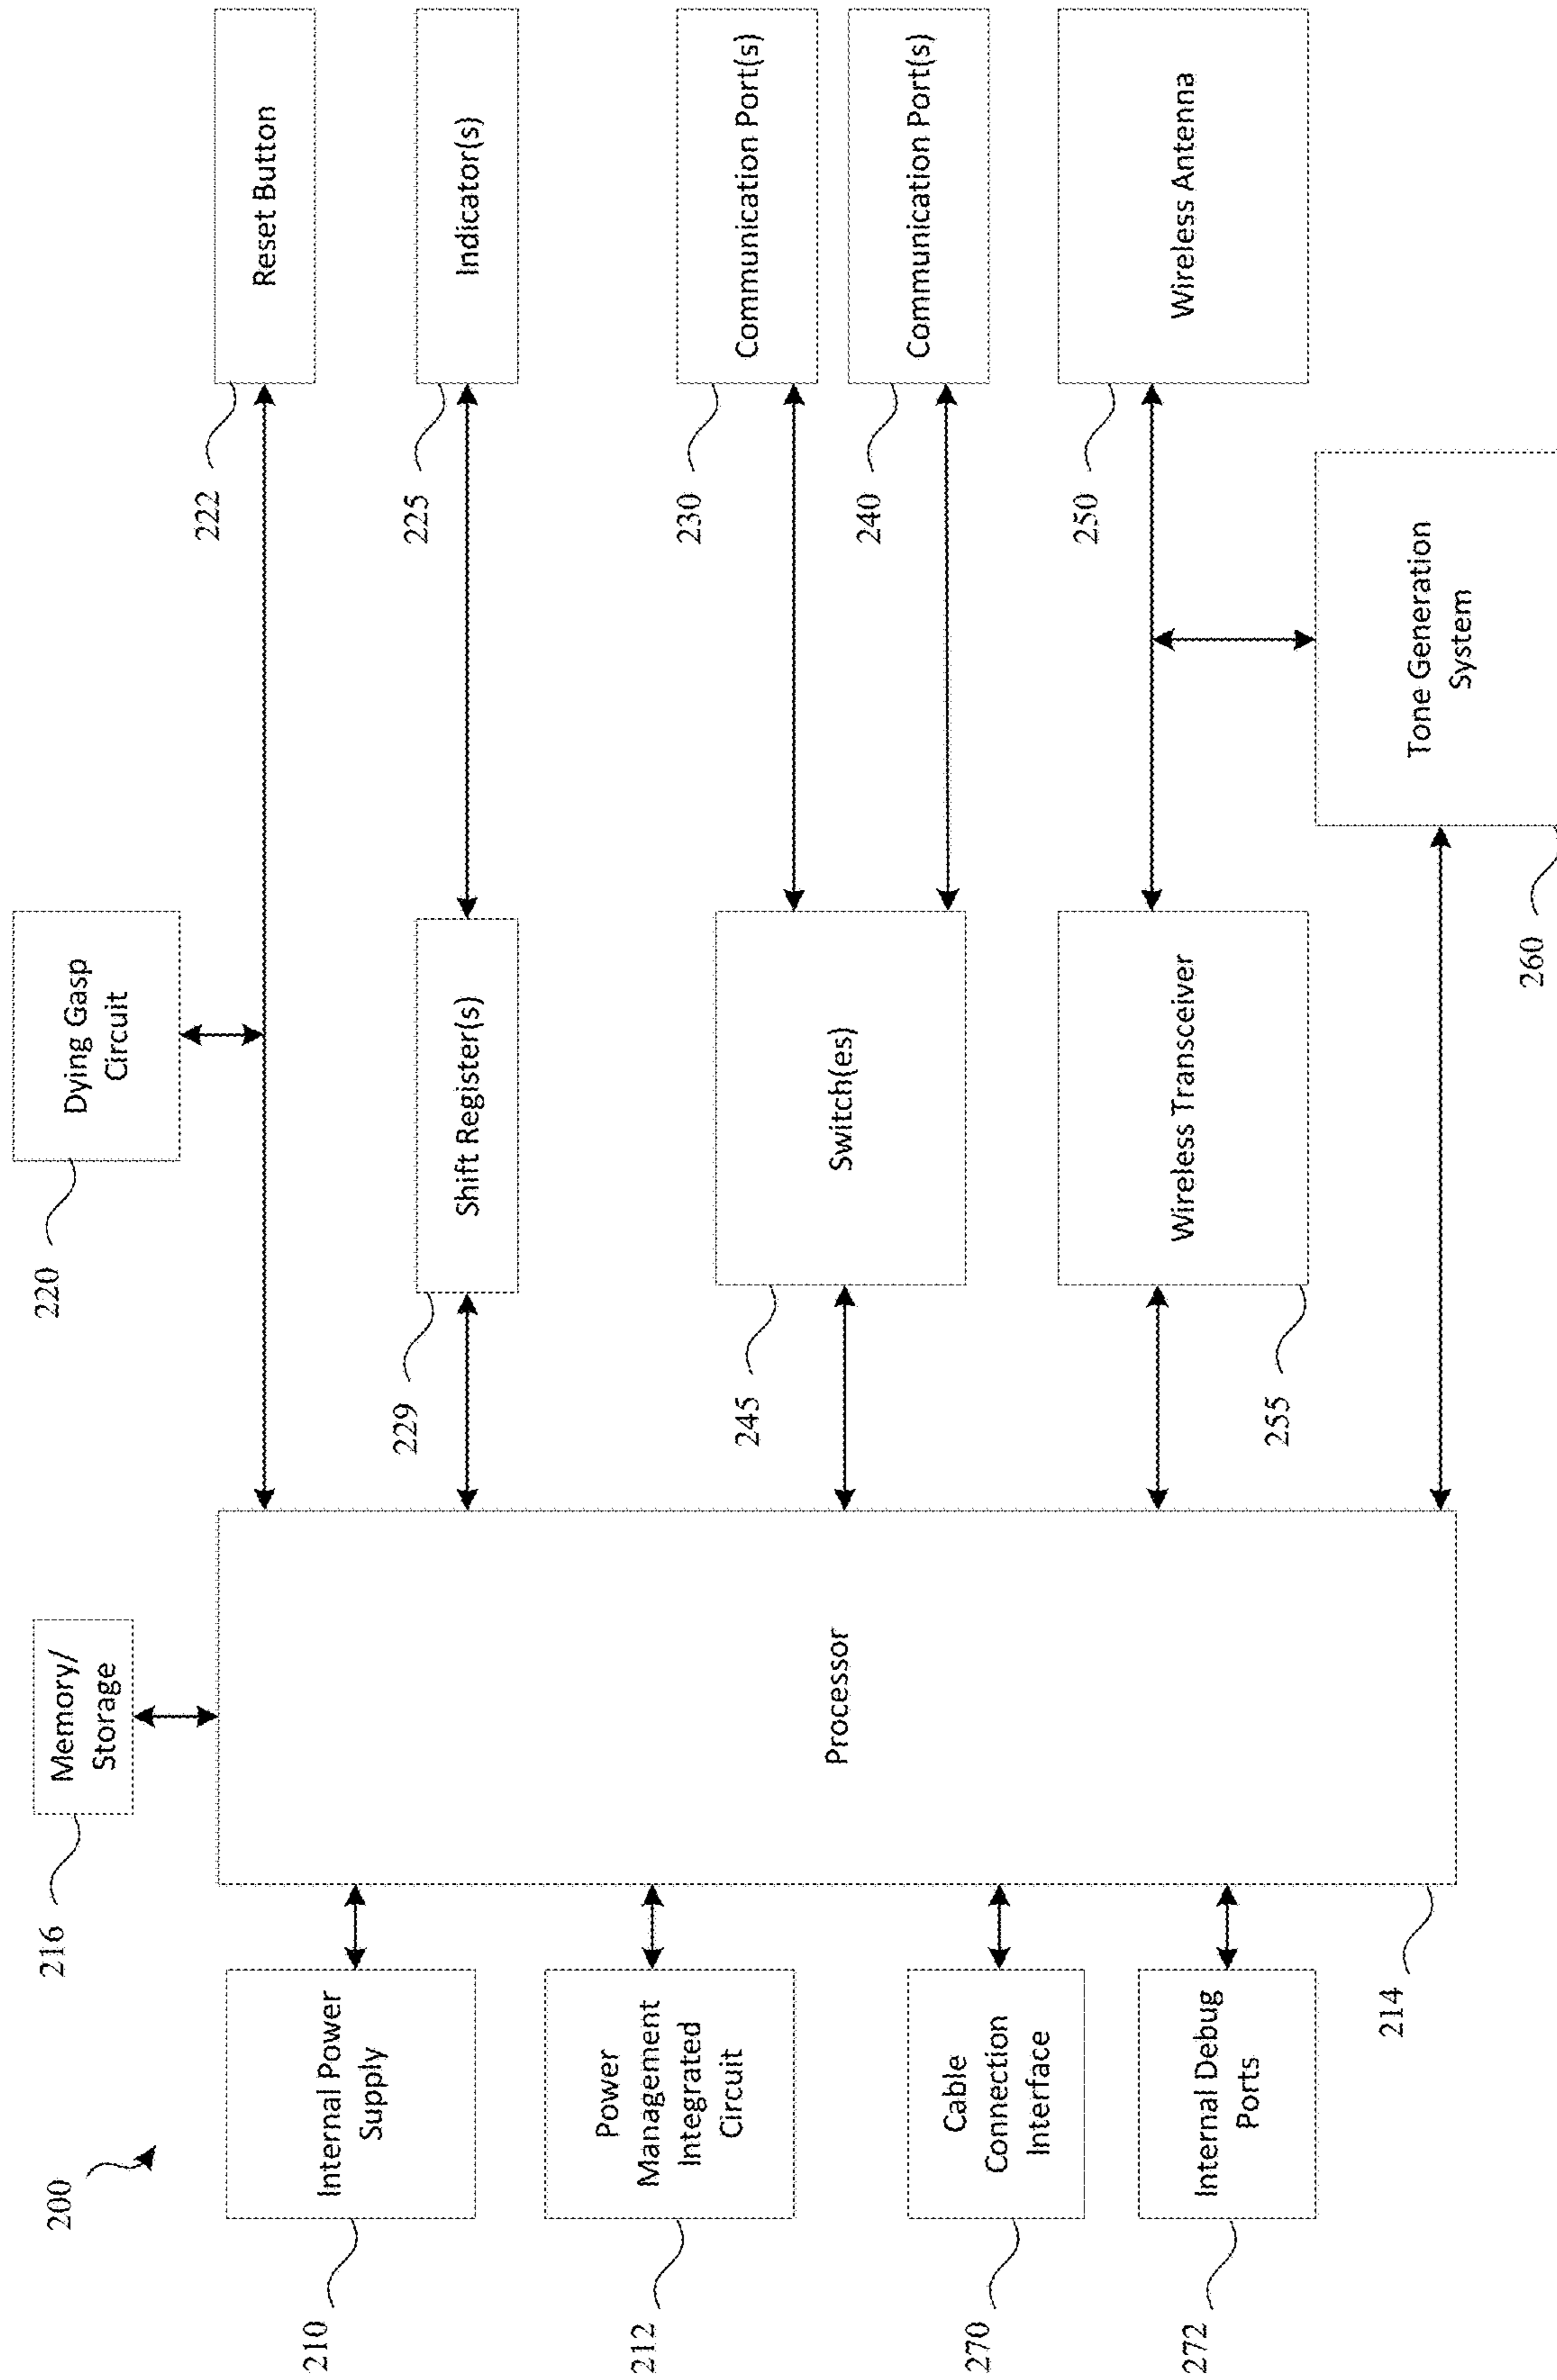 200
210
Internal Power
Supply
212
Power
Management
Integrated
Circuit
270
Cable
Connection
Interface
272
Internal Debug
Ports
216
Memory/
Storage
Processor
214
220
Dying Gasp
Circuit
229
Shift Register(s)
245
Switch(es)
255
Wireless Transceiver
222
Reset Button
225
Indicator(s)
230
Communication Port(s)
240
Communication Port(s)
250
Wireless Antenna
260
Tone Generation
System